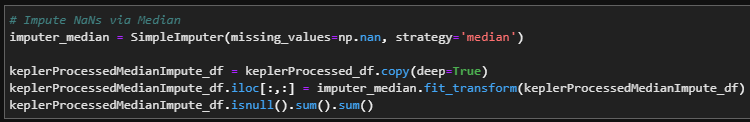 # Impute NaNs via Median
imputer_median = SimpleImputer(missing_values=np.nan, strategy='median')
keplerProcessedMedianImpute_df = keplerProcessed_df.copy(deep=True)
keplerProcessedMedianImpute_df.iloc[:,:] = imputer_median.fit_transform(keplerProcessedMedianImpute_df)
keplerProcessedMedianImpute_df.isnull().sum().sum()